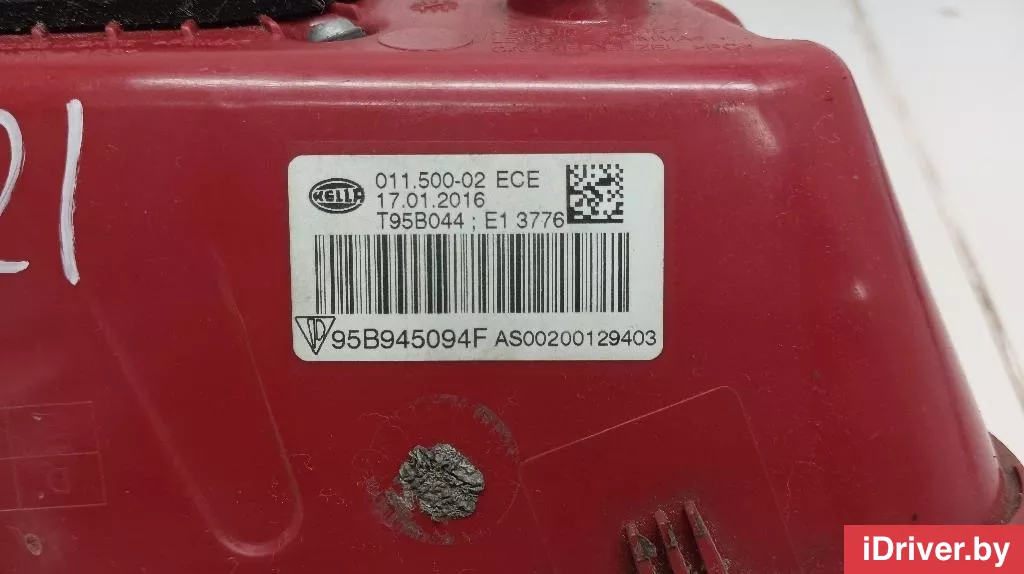 21
HELLA
011.500-02 ECE
17.01.2016
T95B044 ; E1 3776
95B945094F AS00200129403
iDriver.by